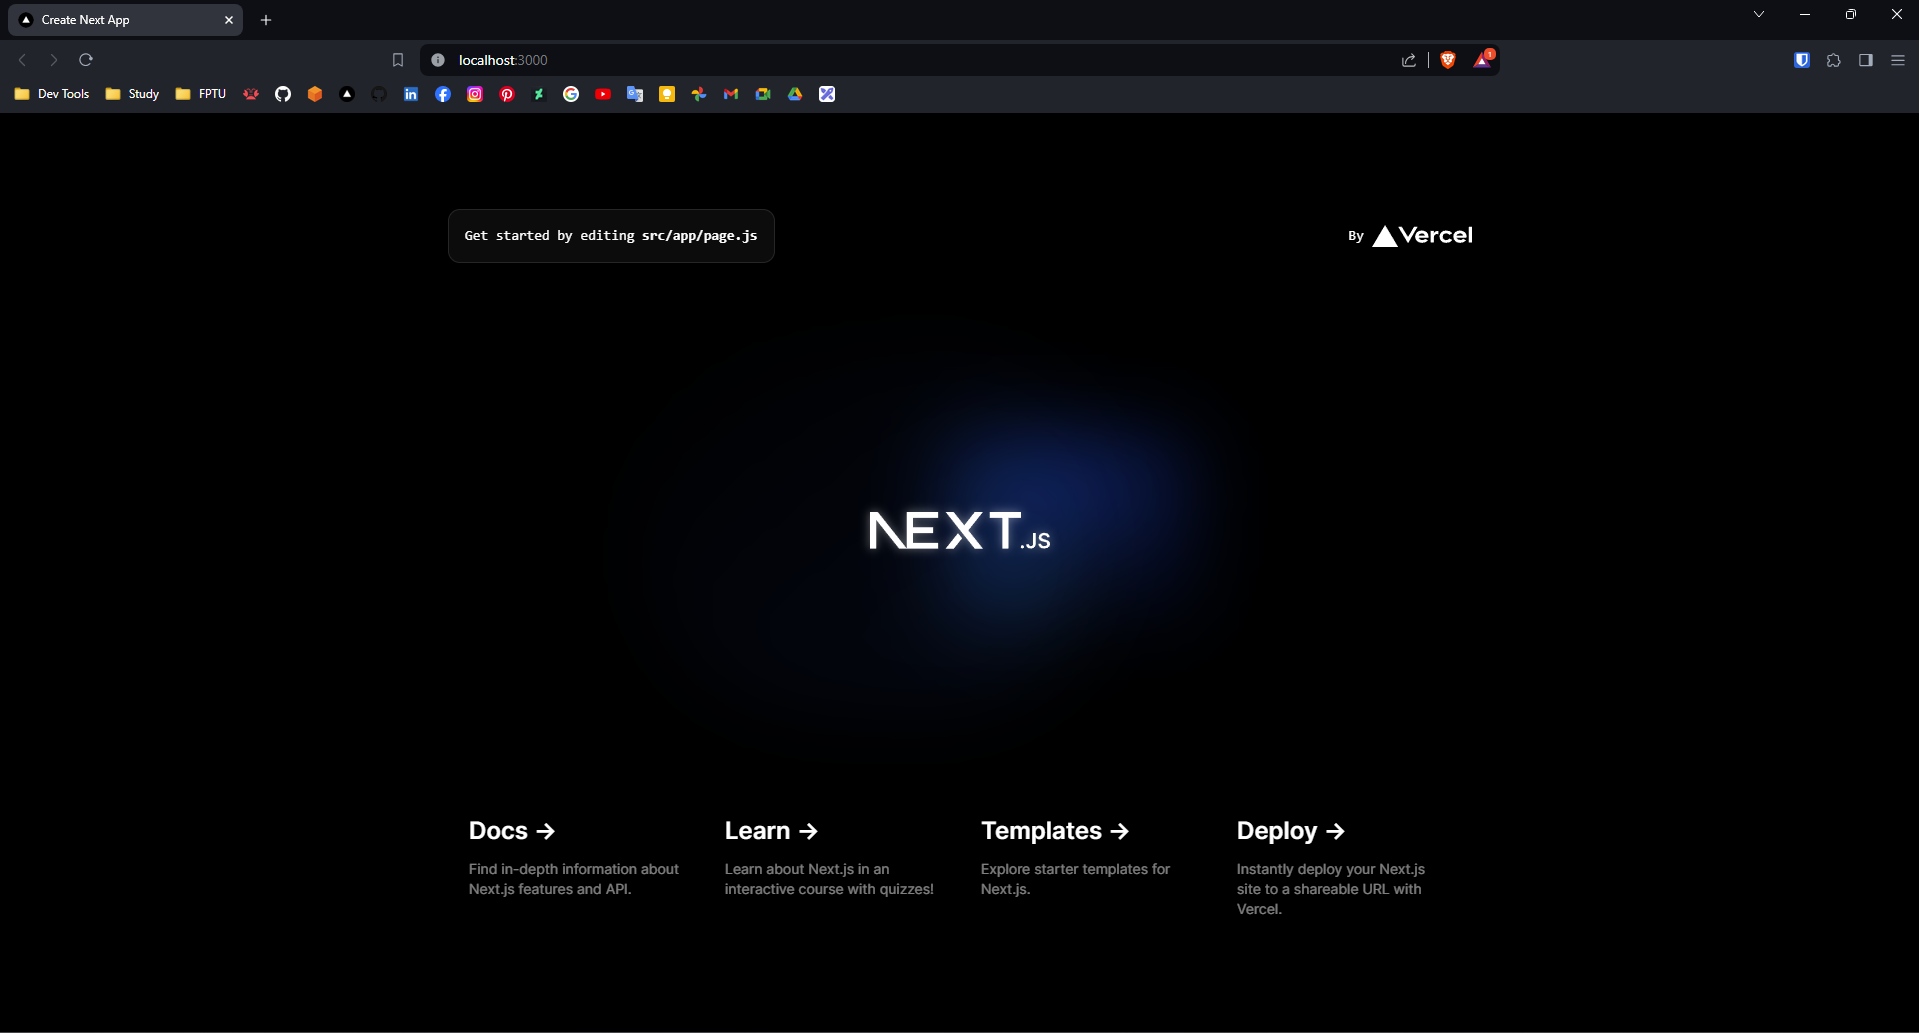 Create Next App
localhost:3000
1
Dev Tools
Study
FPTU
Get started by editing src/app/page.js
By Vercel
NEXT.JS
Docs →
Find in-depth information about
Next.js features and API.
Learn →
Learn about Next.js in an
interactive course with quizzes!
Templates →
Explore starter templates for
Next.js.
Deploy →
Instantly deploy your Next.js
site to a shareable URL with
Vercel.